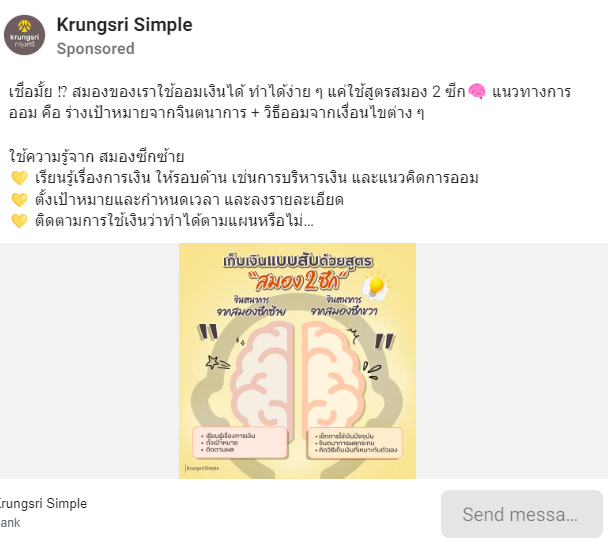 krungsri
กรุงศรี
Krungsri Simple
Sponsored
เชื่อมั้ย !? สมองของเราใช้ออมเงินได้ ทำได้ง่าย ๆ แค่ใช้สูตรสมอง 2 ซีก🧠 แนวทางการ
ออม คือ ร่างเป้าหมายจากจินตนาการ + วิธีออมจากเงื่อนไขต่าง ๆ
ใช้ความรู้จาก สมองซีกซ้าย
💛 เรียนรู้เรื่องการเงิน ให้รอบด้าน เช่นการบริหารเงิน และแนวคิดการออม
💛 ตั้งเป้าหมายและกำหนดเวลา และลงรายละเอียด
💛 ติดตามการใช้เงินว่าทำได้ตามแผนหรือไม่...
เก็บเงินแบบสับด้วยสูตร
"สมอง 2 ซีก"
จินตนาการ
จากสมองซีกซ้าย
จินตนาการ
จากสมองซีกขวา
• เรียนรู้เรื่องการเงิน
• ตั้งเป้าหมาย
• ติดตามผล
• เช็กการใช้เงินปัจจุบัน
• จินตนาการผลกระทบ
• คิดวิธีเก็บเงินที่เหมาะกับตัวเอง
KrungsriSimple
Krungsri Simple
ank
Send messa...